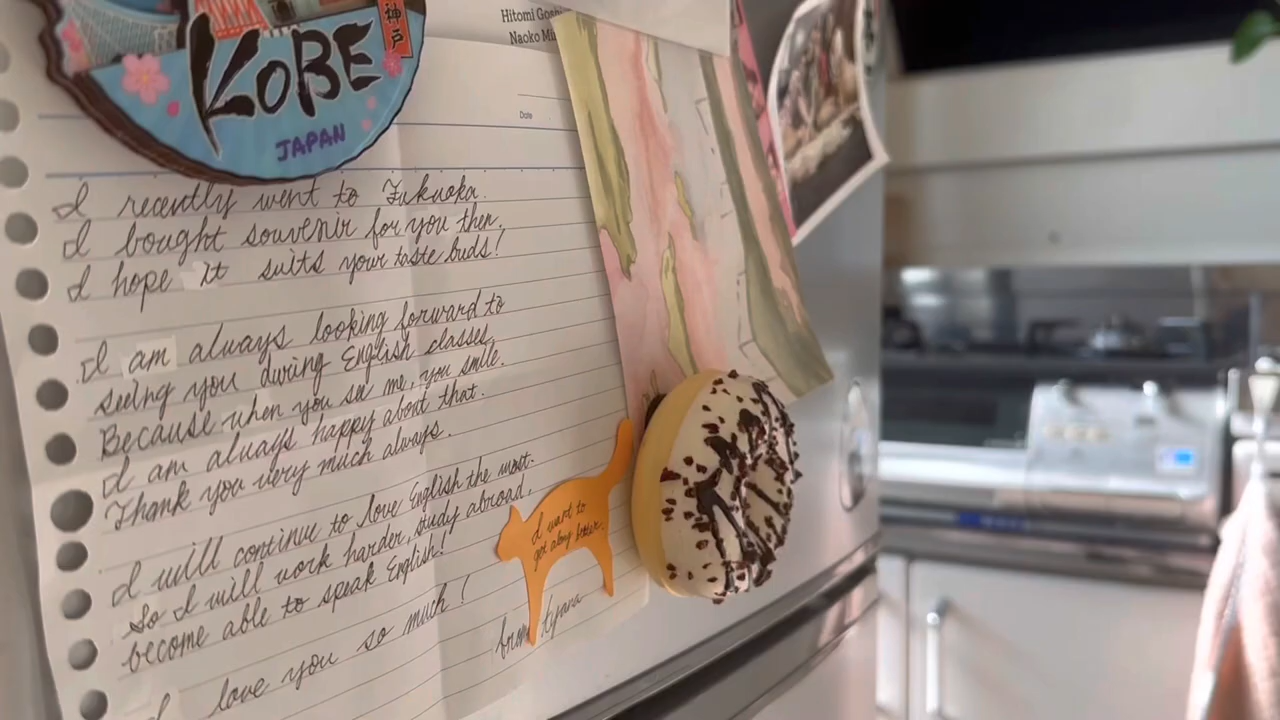 KOBE
JAPAN
神戸
Hitomi
Naoko
Date
I recently went to Fukuoka.
I bought souvenir for you then.
I hope it suits your taste buds!
I am always looking forward to
seeing you during English classes.
Because when you see me, you smile.
I am always happy about that.
Thank you very much always.
I will continue to love English the most.
So I will work harder, study abroad,
become able to speak English!
I love you so much!
from
I want to
get along better.